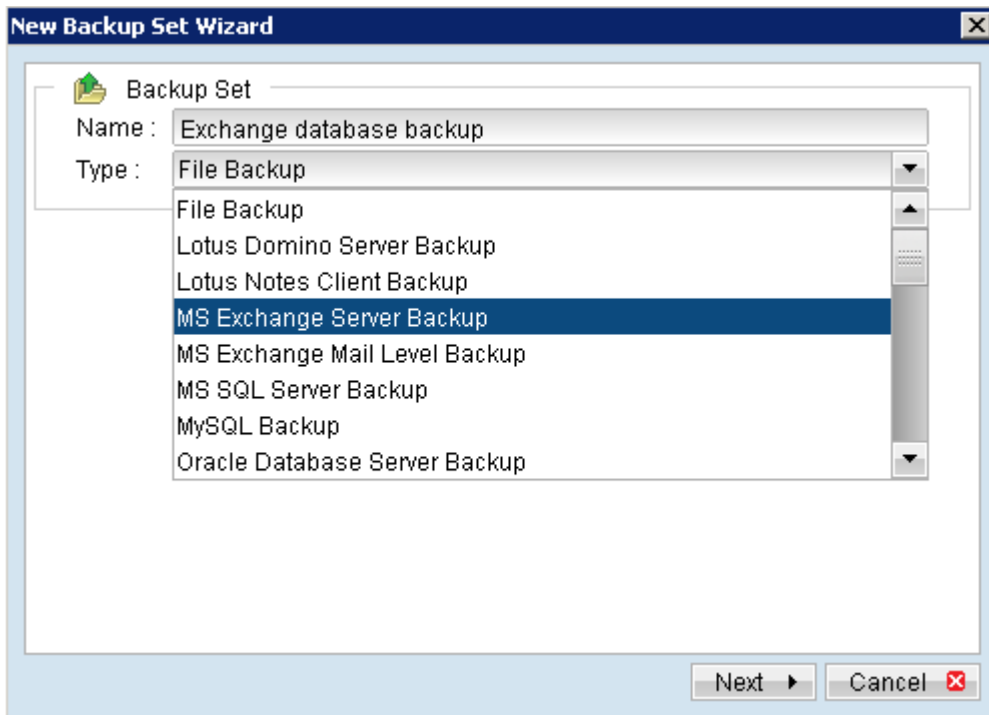 New Backup Set Wizard
Backup Set
Name : Exchange database backup
Type : File Backup
File Backup
Lotus Domino Server Backup
Lotus Notes Client Backup
MS Exchange Server Backup
MS Exchange Mail Level Backup
MS SQL Server Backup
MySQL Backup
Oracle Database Server Backup
Next Cancel